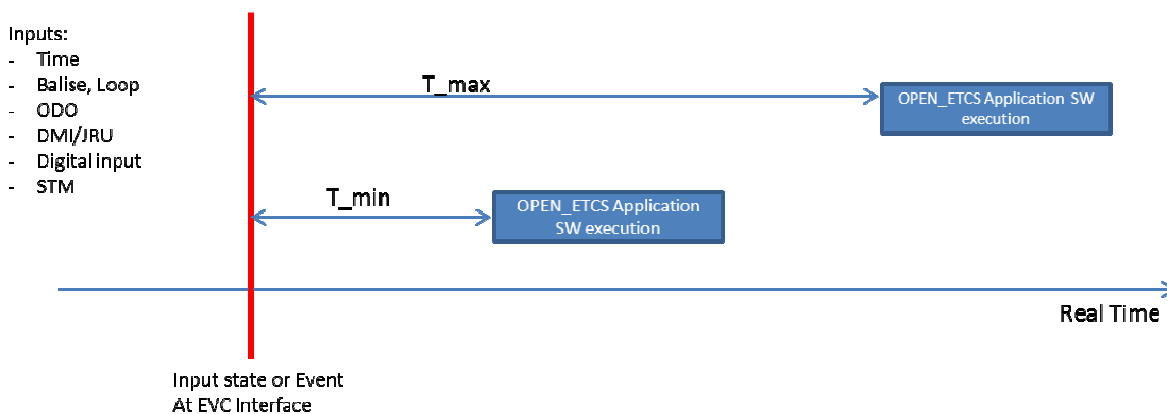 Inputs:
- Time
- Balise, Loop
- ODO
- DMI/JRU
- Digital input
- STM
T_max
OPEN_ETCS Application SW
execution
T_min
OPEN_ETCS Application
SW execution
Real Time
Input state or Event
At EVC Interface